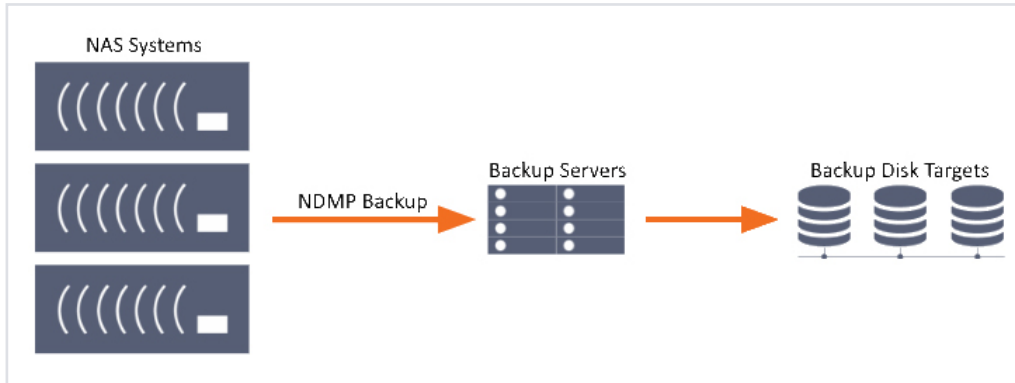 NAS Systems
NDMP Backup
Backup Servers
Backup Disk Targets